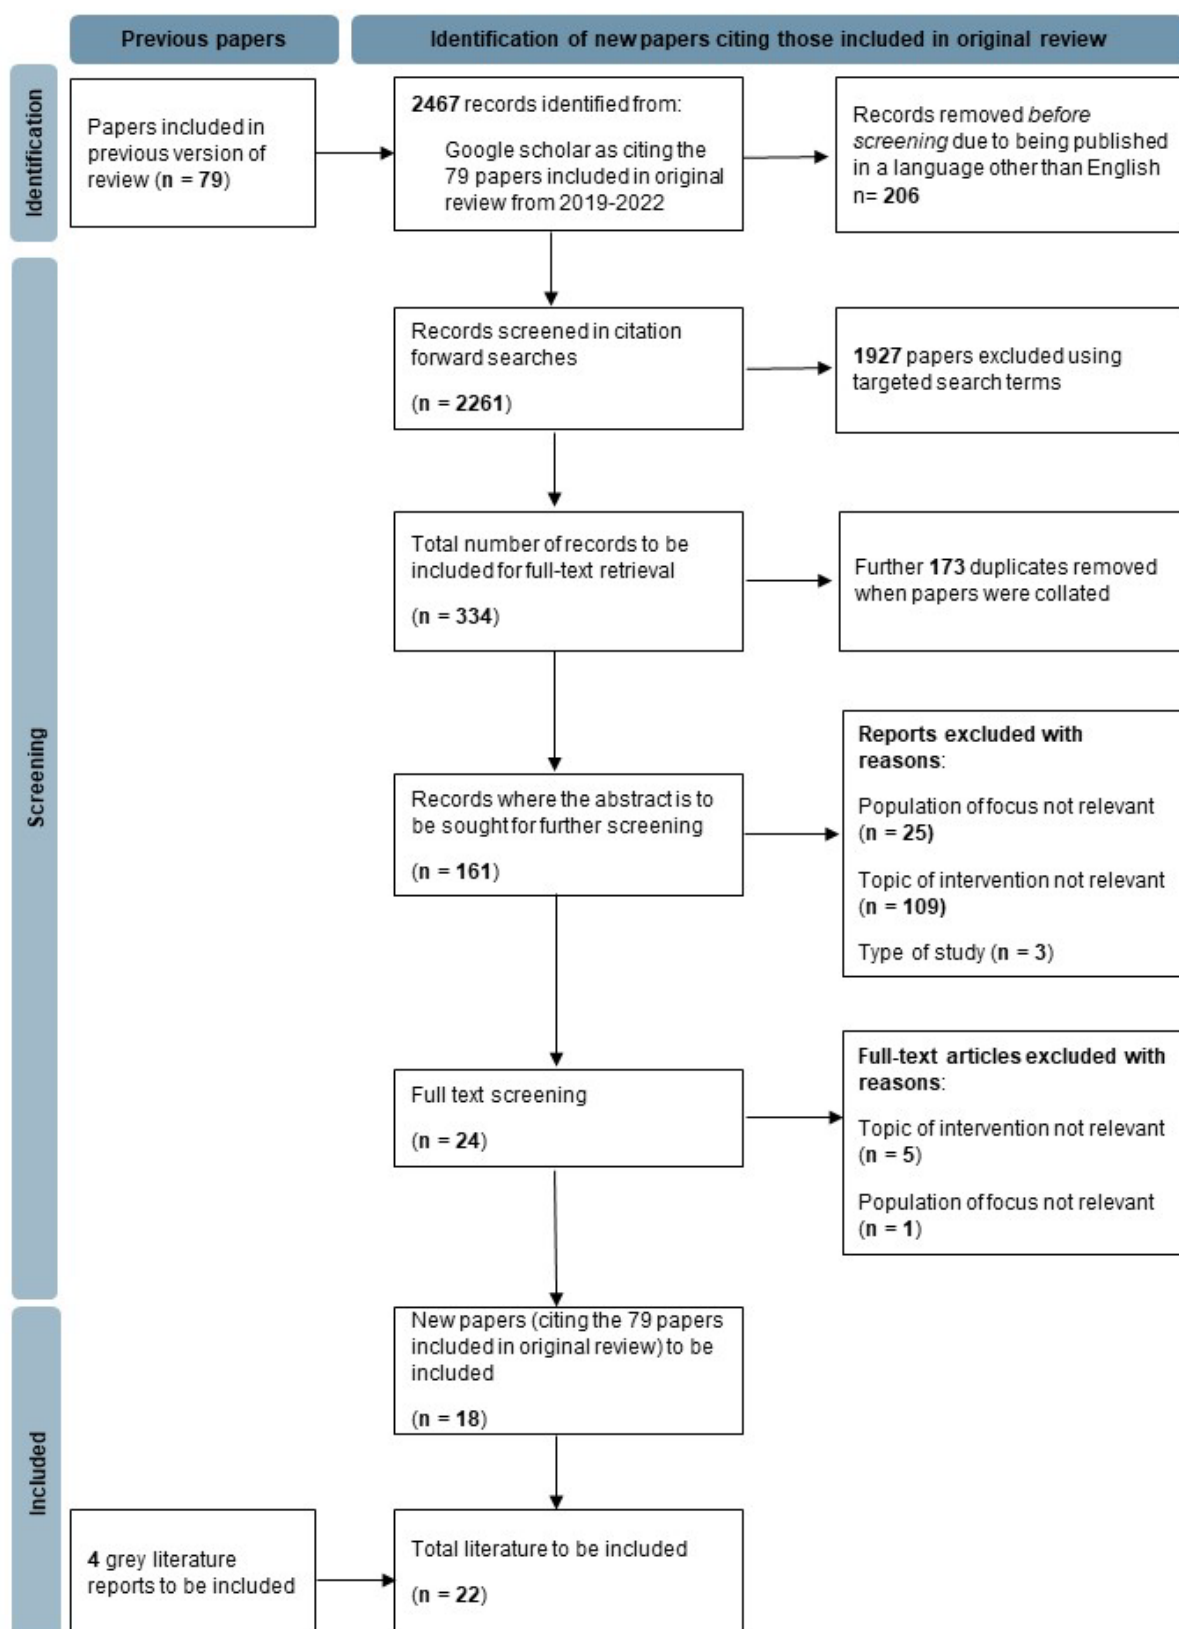 Previous papers
Identification of new papers citing those included in original review
Identification
Papers included in
previous version of
review (n = 79)
2467 records identified from:
Google scholar as citing the
79 papers included in original
review from 2019-2022
Records removed before
screening due to being published
in a language other than English
n= 206
Screening
Records screened in citation
forward searches
(n = 2261)
1927 papers excluded using
targeted search terms
Total number of records to be
included for full-text retrieval
(n = 334)
Further 173 duplicates removed
when papers were collated
Records where the abstract is to
be sought for further screening
(n = 161)
Reports excluded with
reasons:
Population of focus not relevant
(n = 25)
Topic of intervention not relevant
(n = 109)
Type of study (n = 3)
Full text screening
(n = 24)
Full-text articles excluded with
reasons:
Topic of intervention not relevant
(n = 5)
Population of focus not relevant
(n = 1)
Included
New papers (citing the 79 papers
included in original review) to be
included
(n = 18)
4 grey literature
reports to be included
Total literature to be included
(n = 22)